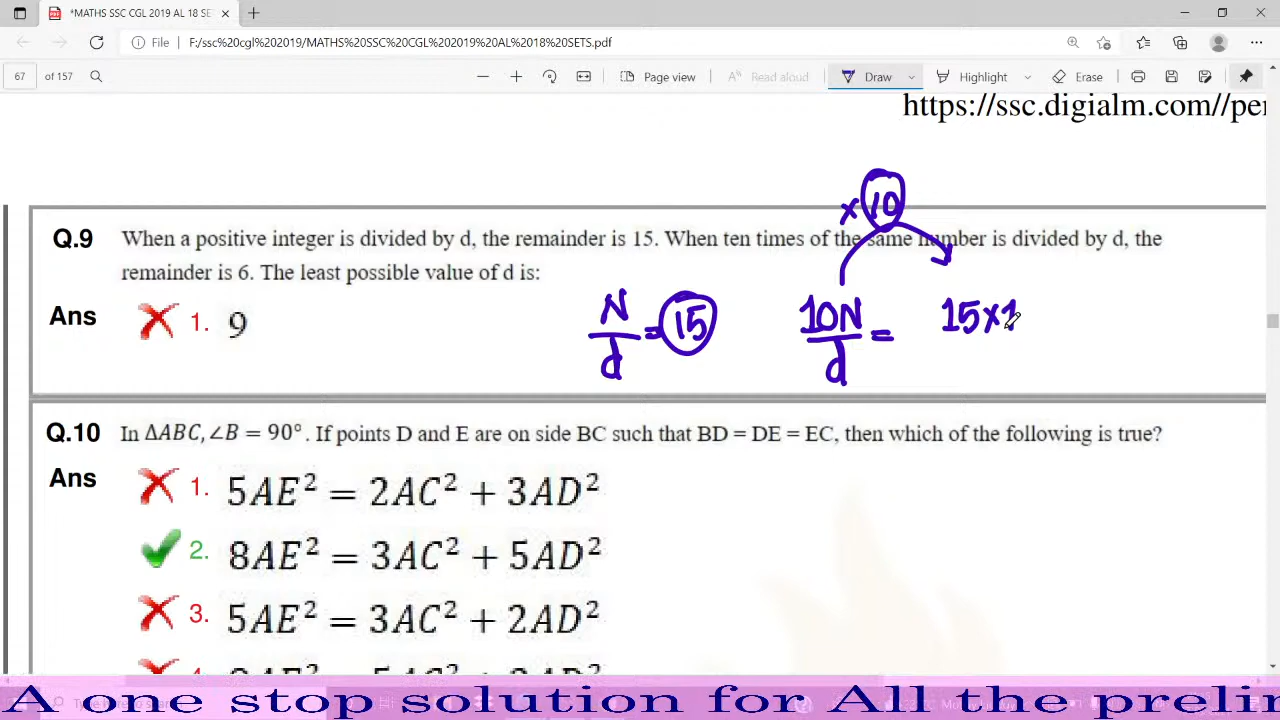 *MATHS SSC CGL 2019 AL 18 SE
File F:/ssc%20cgl%202019/MATHS%20SSC%20CGL%202019%20AL%2018%20SETS.pdf
67 of 157 Page view Read aloud Draw Highlight Erase
https://ssc.digialm.com//per
×10
Q.9 When a positive integer is divided by d, the remainder is 15. When ten times of the same number is divided by d, the
remainder is 6. The least possible value of d is:
Ans 1. 9
N/d = 15 10N/d = 15×1
Q.10 In ΔABC, ∠B = 90°. If points D and E are on side BC such that BD = DE = EC, then which of the following is true?
Ans 1. 5AE² = 2AC² + 3AD²
2. 8AE² = 3AC² + 5AD²
3. 5AE² = 3AC² + 2AD²
A one stop solution for All the prelin